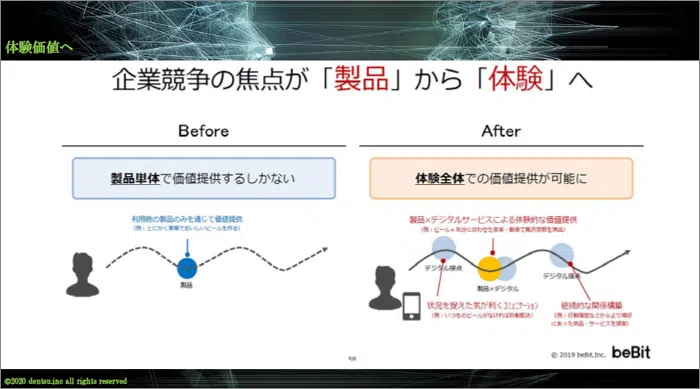 体験価値へ
企業競争の焦点が「製品」から「体験」へ
Before
After
製品単体で価値提供するしかない
体験全体での価値提供が可能に
利用時の製品のみを通じて価値提供
(例:とにかく濃厚でおいしいビールを作る)
製品
製品×デジタルサービスによる体験的な価値提供
(例:ビール+気分に合わせた音楽・動画で贅沢空間を演出)
デジタル接点
製品×デジタル
デジタル接点
状況を捉えた気が利くコミュニケーション
(例:いつものビールがなければ自動配送)
継続的な関係構築
(例:行動履歴などからより嗜好
にあった商品・サービスを提案)
58
© 2019 beBit,Inc.
beBit
©2020 dentsu.inc all rights reserved